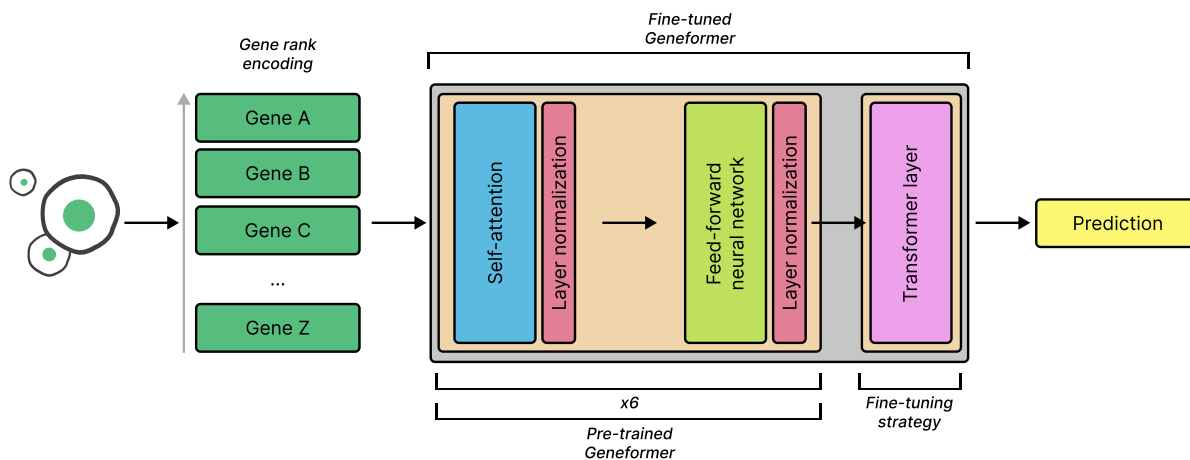 Fine-tuned
Geneformer
Gene rank
encoding
Gene A
Gene B
Gene C
...
Gene Z
Self-attention
Layer normalization
Feed-forward
neural network
Layer normalization
Transformer layer
Prediction
x6
Pre-trained
Geneformer
Fine-tuning
strategy